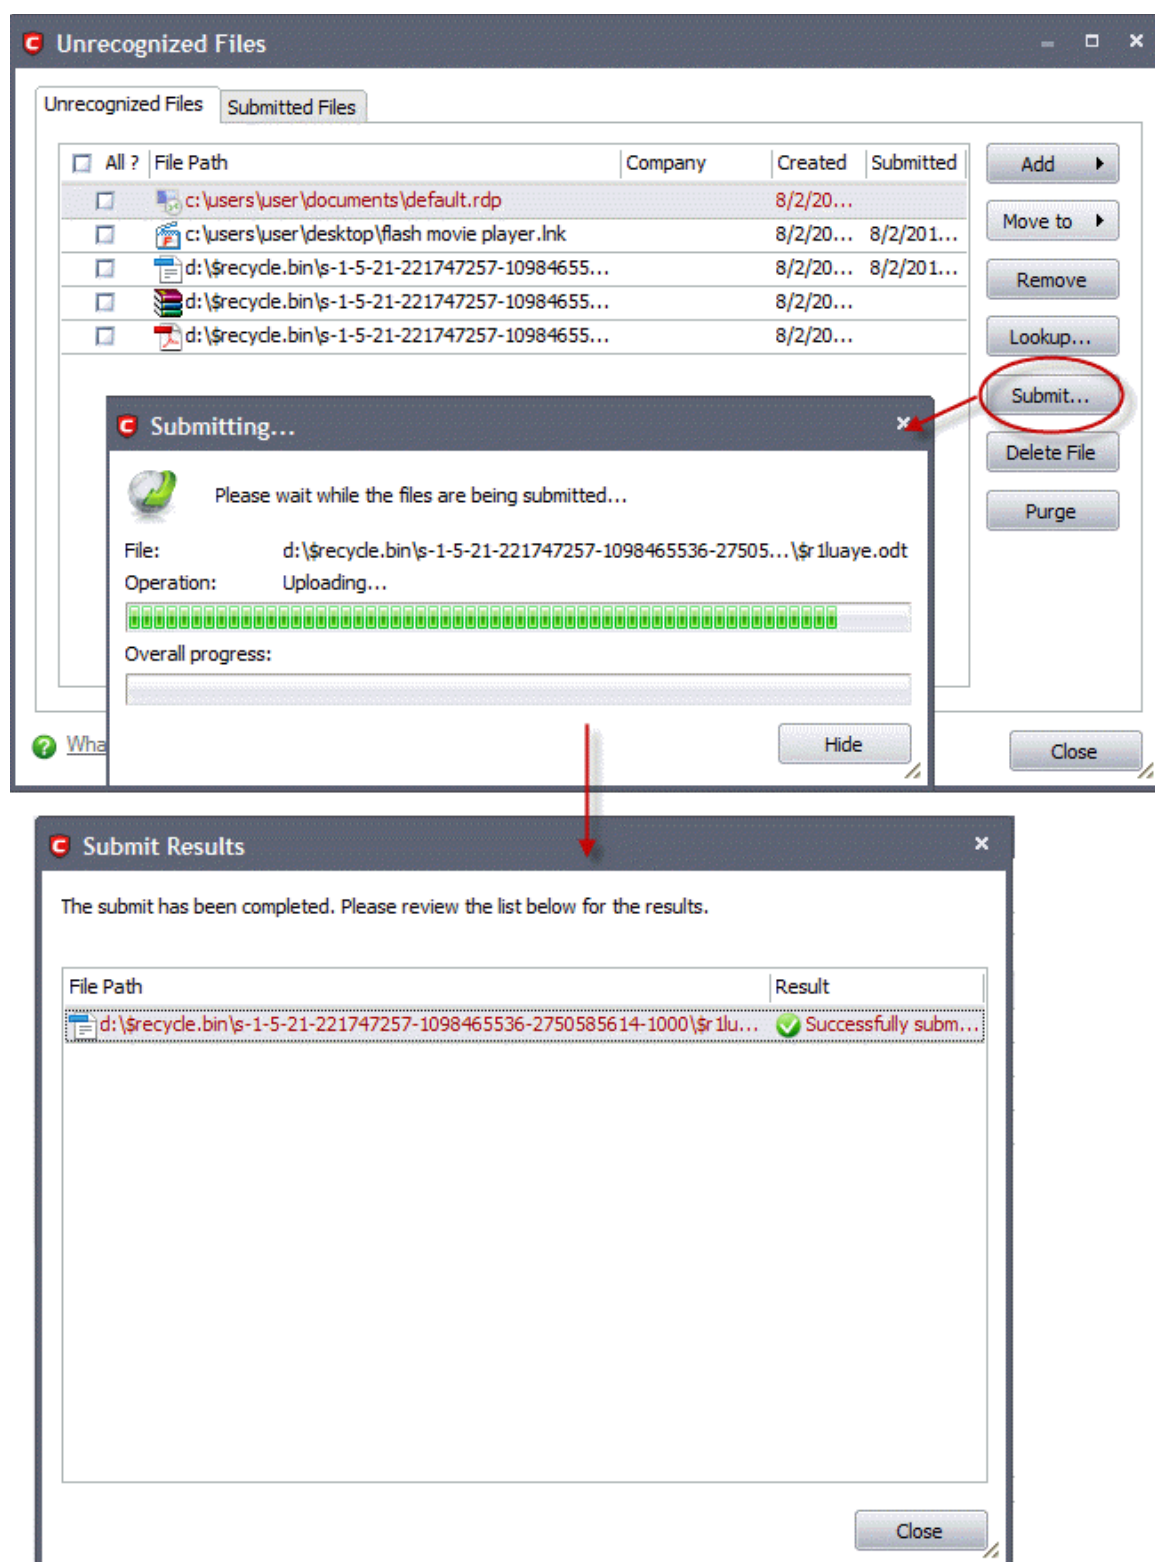 Unrecognized Files
Unrecognized Files Submitted Files
All ? File Path Company Created Submitted
c:\users\user\documents\default.rdp 8/2/20...
c:\users\user\desktop\flash movie player.lnk 8/2/20... 8/2/201...
d:\$recycle.bin\s-1-5-21-221747257-10984655... 8/2/20... 8/2/201...
d:\$recycle.bin\s-1-5-21-221747257-10984655... 8/2/20...
d:\$recycle.bin\s-1-5-21-221747257-10984655... 8/2/20...
Add
Move to
Remove
Lookup...
Submit...
Delete File
Purge
Submitting...
Please wait while the files are being submitted...
File: d:\$recycle.bin\s-1-5-21-221747257-1098465536-27505...\$r1luaye.odt
Operation: Uploading...
Overall progress:
Hide
Wha
Close
Submit Results
The submit has been completed. Please review the list below for the results.
File Path Result
d:\$recycle.bin\s-1-5-21-221747257-1098465536-2750585614-1000\$r1lu... Successfully subm...
Close